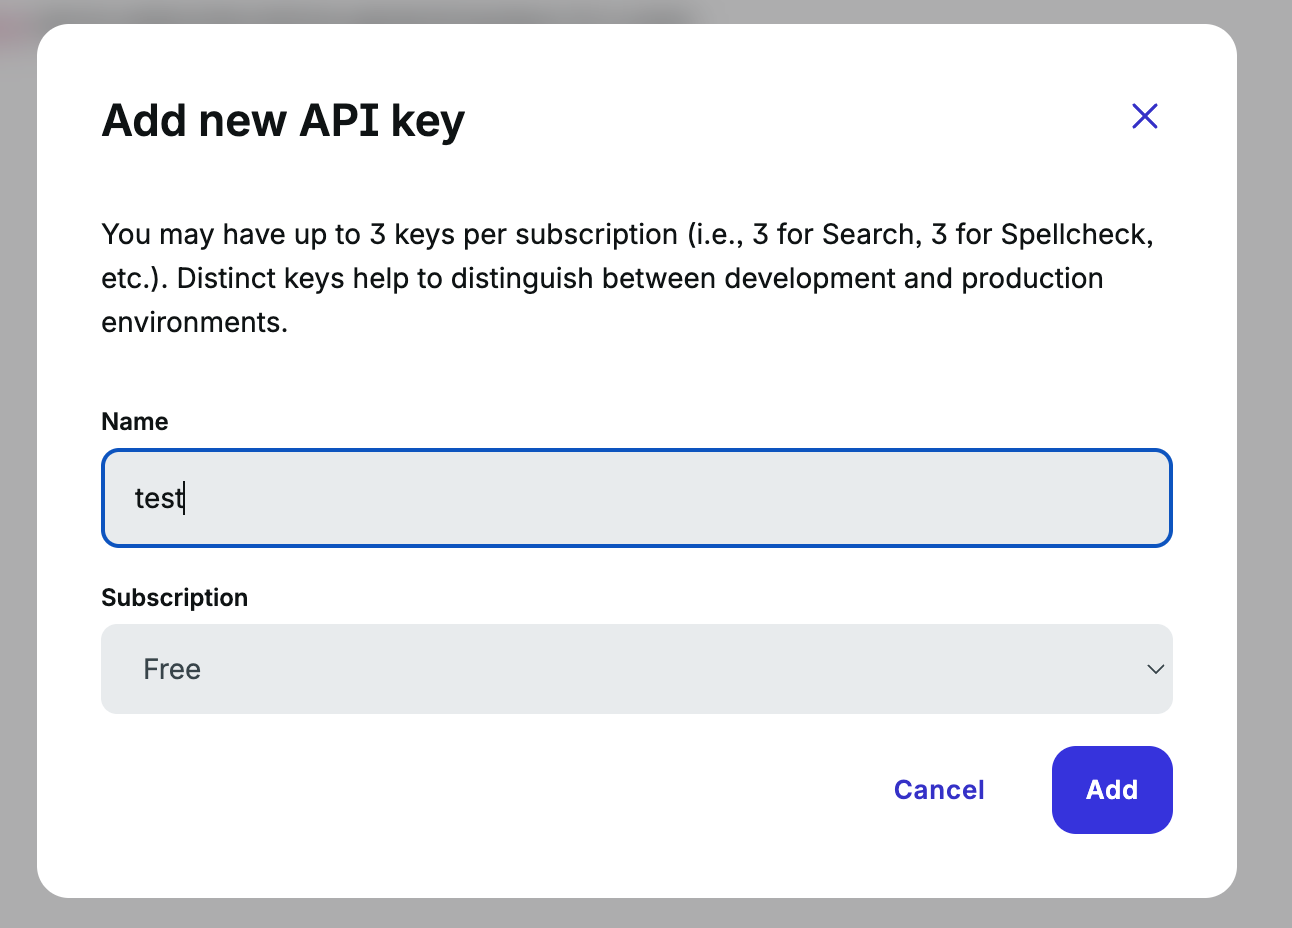 Add new API key
You may have up to 3 keys per subscription (i.e., 3 for Search, 3 for Spellcheck,
etc.). Distinct keys help to distinguish between development and production
environments.
Name
test
Subscription
Free
Cancel
Add